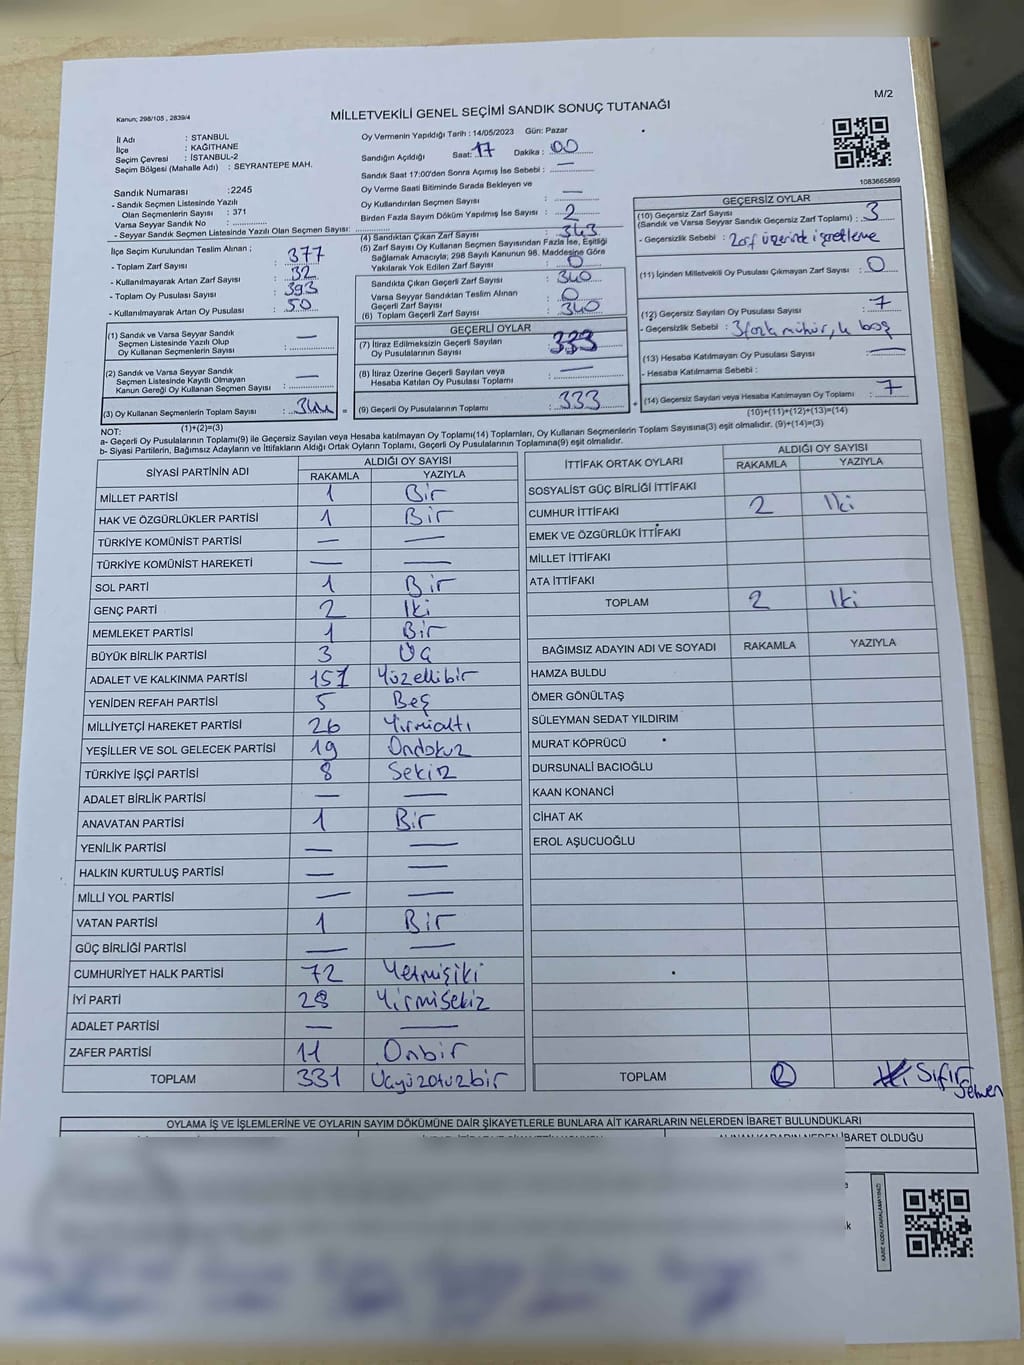 M/2
Kanun; 298/105 , 2839/4
MİLLETVEKİLİ GENEL SEÇİMİ SANDIK SONUÇ TUTANAĞI
İl Adı : STANBUL
İlçe : KAĞITHANE
Seçim Çevresi : İSTANBUL-2
Seçim Bölgesi (Mahalle Adı) : SEYRANTEPE MAH.
Sandık Numarası :2245
- Sandık Seçmen Listesinde Yazılı
Olan Seçmenlerin Sayısı : 371
Varsa Seyyar Sandık No :
- Seyyar Sandık Seçmen Listesinde Yazılı Olan Seçmen Sayısı:
Oy Vermenin Yapıldığı Tarih : 14/05/2023 Gün: Pazar
Sandığın Açıldığı Saat: 17 Dakika : 00
Sandık Saat 17:00'den Sonra Açımış İse Sebebi : —
Oy Verme Saati Bitiminde Sırada Bekleyen ve
Oy Kullandırılan Seçmen Sayısı : —
Birden Fazla Sayım Döküm Yapılmış İse Sayısı : 2
1083665899
İlçe Seçim Kurulundan Teslim Alınan ;
- Toplam Zarf Sayısı : 377
- Kullanılmayarak Artan Zarf Sayısı : 32
- Toplam Oy Pusulası Sayısı : 393
- Kullanılmayarak Artan Oy Pusulası : 50
(4) Sandıktan Çıkan Zarf Sayısı : 343
(5) Zarf Sayısı Oy Kullanan Seçmen Sayısından Fazla İse, Eşitliği
Sağlamak Amacıyla; 298 Sayılı Kanunun 98. Maddesine Göre
Yakılarak Yok Edilen Zarf Sayısı : 0
Sandıkta Çıkan Geçerli Zarf Sayısı : 340
Varsa Seyyar Sandıktan Teslim Alınan
Geçerli Zarf Sayısı : 0
(6) Toplam Geçerli Zarf Sayısı : 340
GEÇERSİZ OYLAR
(10) Geçersiz Zarf Sayısı
(Sandık ve Varsa Seyyar Sandık Geçersiz Zarf Toplamı) : 3
- Geçersizlik Sebebi : Zarf üzerinde işaretleme
(11) İçinden Milletvekili Oy Pusulası Çıkmayan Zarf Sayısı : 0
(12) Geçersiz Sayılan Oy Pusulası Sayısı : 7
- Geçersizlik Sebebi : 3 fazla mühür, 4 boş
(13) Hesaba Katılmayan Oy Pusulası Sayısı : —
- Hesaba Katılmama Sebebi :
(14) Geçersiz Sayılan veya Hesaba Katılmayan Oy Toplamı : 7
(10)+(11)+(12)+(13)=(14)
(1) Sandık ve Varsa Seyyar Sandık
Seçmen Listesinde Yazılı Olup
Oy Kullanan Seçmenlerin Sayısı : —
(2) Sandık ve Varsa Seyyar Sandık
Seçmen Listesinde Kayıtlı Olmayan
Kanun Gereği Oy Kullanan Seçmen Sayısı : —
(3) Oy Kullanan Seçmenlerin Toplam Sayısı :
(1)+(2)=(3)
GEÇERLİ OYLAR
(7) İtiraz Edilmeksizin Geçerli Sayılan
Oy Pusulalarının Sayısı : 333
(8) İtiraz Üzerine Geçerli Sayılan veya
Hesaba Katılan Oy Pusulası Toplamı : —
= (9) Geçerli Oy Pusulalarının Toplamı : 333 +
NOT:
a- Geçerli Oy Pusulalarının Toplamı(9) ile Geçersiz Sayılan veya Hesaba katılmayan Oy Toplamı(14) Toplamları, Oy Kullanan Seçmenlerin Toplam Sayısına(3) eşit olmalıdır. (9)+(14)=(3)
b- Siyasi Partilerin, Bağımsız Adayların ve İttifakların Aldığı Ortak Oyların Toplamı, Geçerli Oy Pusulalarının Toplamına(9) eşit olmalıdır.
SİYASİ PARTİNİN ADI ALDIĞI OY SAYISI
RAKAMLA YAZIYLA
MİLLET PARTİSİ 1 Bir
HAK VE ÖZGÜRLÜKLER PARTİSİ 1 Bir
TÜRKİYE KOMÜNİST PARTİSİ — —
TÜRKİYE KOMÜNİST HAREKETİ — —
SOL PARTİ 1 Bir
GENÇ PARTİ 2 İki
MEMLEKET PARTİSİ 1 Bir
BÜYÜK BİRLİK PARTİSİ 3 Üç
ADALET VE KALKINMA PARTİSİ 151 Yüzellibir
YENİDEN REFAH PARTİSİ 5 Beş
MİLLİYETÇİ HAREKET PARTİSİ 26 Yirmialtı
YEŞİLLER VE SOL GELECEK PARTİSİ 19 Ondokuz
TÜRKİYE İŞÇİ PARTİSİ 8 Sekiz
ADALET BİRLİK PARTİSİ — —
ANAVATAN PARTİSİ 1 Bir
YENİLİK PARTİSİ — —
HALKIN KURTULUŞ PARTİSİ — —
MİLLİ YOL PARTİSİ — —
VATAN PARTİSİ 1 Bir
GÜÇ BİRLİĞİ PARTİSİ — —
CUMHURİYET HALK PARTİSİ 72 Yetmişiki
İYİ PARTİ 28 Yirmisekiz
ADALET PARTİSİ — —
ZAFER PARTİSİ 11 Onbir
TOPLAM 331 Üçyüzotuzbir
İTTİFAK ORTAK OYLARI ALDIĞI OY SAYISI
RAKAMLA YAZIYLA
SOSYALİST GÜÇ BİRLİĞİ İTTİFAKI
CUMHUR İTTİFAKI 2 İki
EMEK VE ÖZGÜRLÜK İTTİFAKI
MİLLET İTTİFAKI
ATA İTTİFAKI
TOPLAM 2 İki
BAĞIMSIZ ADAYIN ADI VE SOYADI RAKAMLA YAZIYLA
HAMZA BULDU
ÖMER GÖNÜLTAŞ
SÜLEYMAN SEDAT YILDIRIM
MURAT KÖPRÜCÜ
DURSUNALİ BACIOĞLU
KAAN KONANCİ
CİHAT AK
EROL AŞUCUOĞLU
TOPLAM Sıfır
OYLAMA İŞ VE İŞLEMLERİNE VE OYLARIN SAYIM DÖKÜMÜNE DAİR ŞİKAYETLERLE BUNLARA AİT KARARLARIN NELERDEN İBARET BULUNDUKLARI
İBARET OLDUĞU